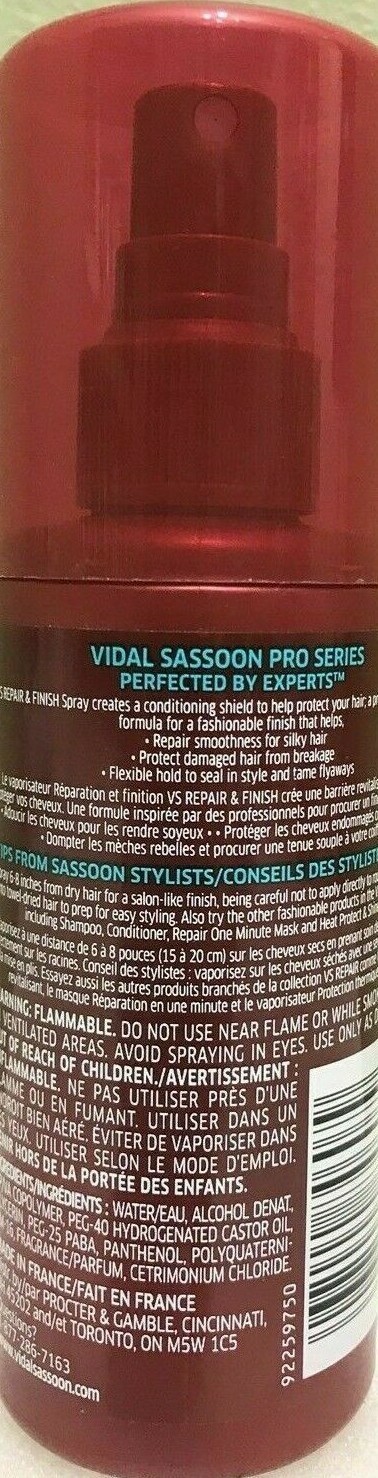 VIDAL SASSOON PRO SERIES
PERFECTED BY EXPERTS™
REPAIR & FINISH Spray creates a conditioning shield to help protect your hair; a
formula for a fashionable finish that helps,
• Repair smoothness for silky hair
• Protect damaged hair from breakage
• Flexible hold to seal in style and tame flyaways
Le vaporisateur Réparation et finition VS REPAIR & FINISH crée une barrière
vos cheveux. Une formule inspirée par des professionnels pour procurer un
• Adoucir les cheveux pour les rendre soyeux • • Protéger les cheveux endommagés
• Dompter les mèches rebelles et procurer une tenue souple à votre
FROM SASSOON STYLISTS/CONSEILS DES
6-8 inches from dry hair for a salon-like finish, being careful not to apply directly to
towel-dried hair to prep for easy styling. Also try the other fashionable products in the
including Shampoo, Conditioner, Repair One Minute Mask and Heat Protect &
à une distance de 6 à 8 pouces (15 à 20 cm) sur les cheveux secs en prenant soin
sur les racines. Conseil des stylistes : vaporisez sur les cheveux séchés avec une
mise en plis. Essayez aussi les autres produits branchés de la collection VS REPAIR
revitalisant, le masque Réparation en une minute et le vaporisateur Protection
FLAMMABLE. DO NOT USE NEAR FLAME OR WHILE
VENTILATED AREAS. AVOID SPRAYING IN EYES. USE ONLY AS
OF REACH OF CHILDREN./AVERTISSEMENT :
NE PAS UTILISER PRÈS D'UNE
OU EN FUMANT. UTILISER DANS UN
BIEN AÉRÉ. ÉVITER DE VAPORISER DANS
YEUX. UTILISER SELON LE MODE D'EMPLOI.
HORS DE LA PORTÉE DES ENFANTS.
WATER/EAU, ALCOHOL DENAT,
COPOLYMER, PEG-40 HYDROGENATED CASTOR OIL,
PEG-25 PABA, PANTHENOL, POLYQUATERNI-
FRAGRANCE/PARFUM, CETRIMONIUM CHLORIDE.
IN FRANCE/FAIT EN FRANCE
by/par PROCTER & GAMBLE, CINCINNATI,
45202 and/et TORONTO, ON M5W 1C5
877-286-7163
www.vidalsassoon.com
92259750